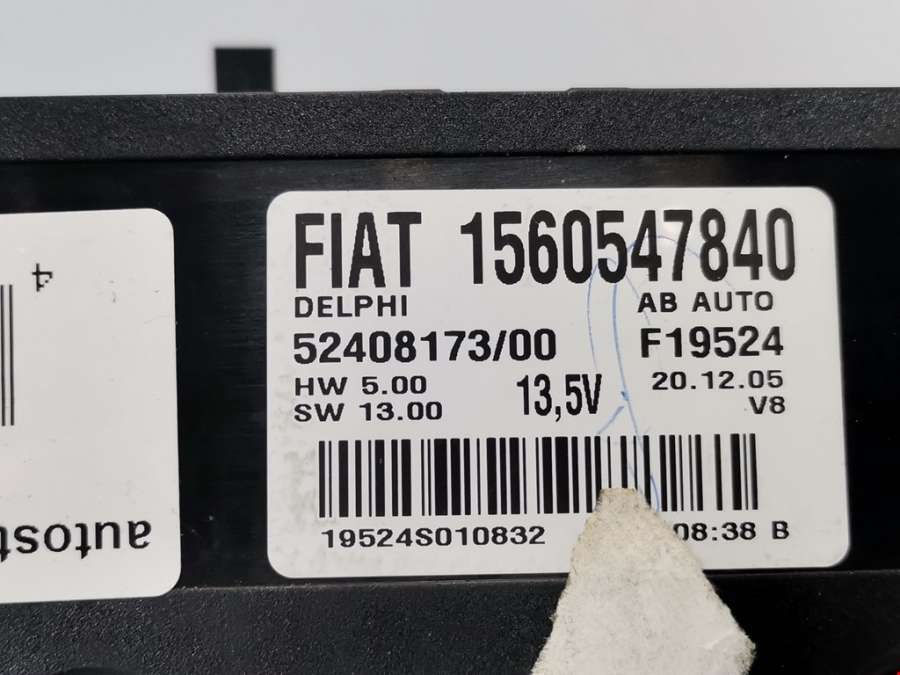 FIAT 1560547840
DELPHI AB AUTO
52408173/00 F19524
HW 5.00 13,5V 20.12.05
SW 13.00 V8
19524S010832 08:38 B
4
autost